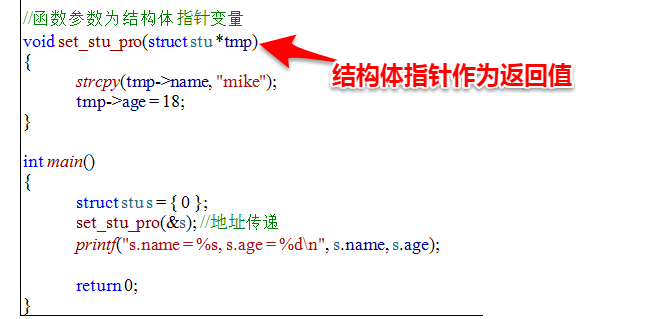 //函数参数为结构体指针变量
void set_stu_pro(struct stu *tmp)
结构体指针作为返回值
{
strcpy(tmp->name, "mike");
tmp->age = 18;
}
int main()
{
struct stu s = { 0 };
set_stu_pro(&s); //地址传递
printf("s.name = %s, s.age = %d\n", s.name, s.age);
return 0;
}